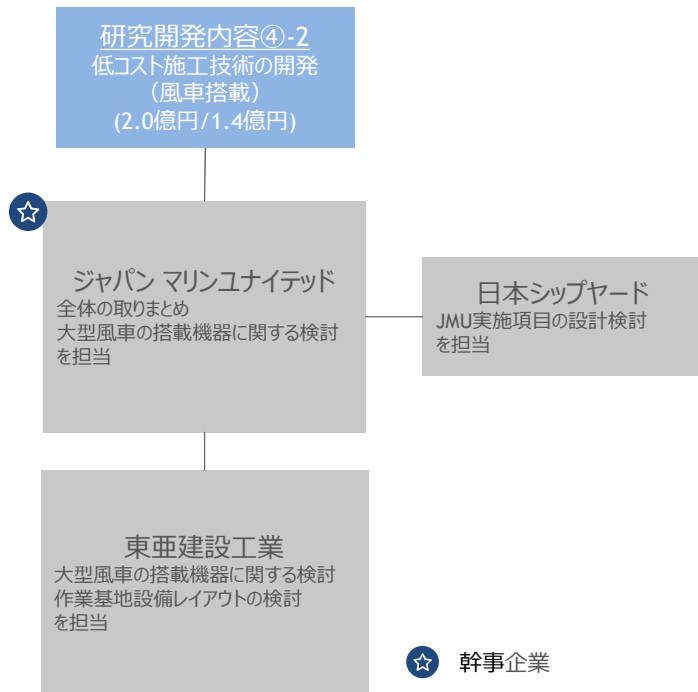 研究開発内容④-2
低コスト施工技術の開発
（風車搭載）
(2.0億円/1.4億円)
ジャパン マリンユナイテッド
全体の取りまとめ
大型風車の搭載機器に関する検討
を担当
日本シップヤード
JMU実施項目の設計検討
を担当
東亜建設工業
大型風車の搭載機器に関する検討
作業基地設備レイアウトの検討
を担当
幹事企業